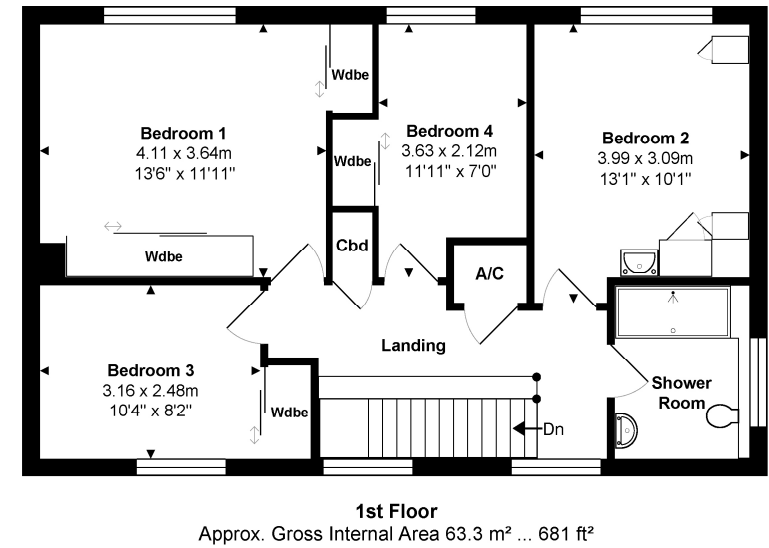 Wdbe
Bedroom 1
4.11 x 3.64m
13'6" x 11'11"
Bedroom 4
3.63 x 2.12m
11'11" x 7'0"
Bedroom 2
3.99 x 3.09m
13'1" x 10'1"
Wdbe
Wdbe
Cbd
A/C
Landing
Bedroom 3
3.16 x 2.48m
10'4" x 8'2"
Wdbe
Dn
Shower
Room
1st Floor
Approx. Gross Internal Area 63.3 m² ... 681 ft²